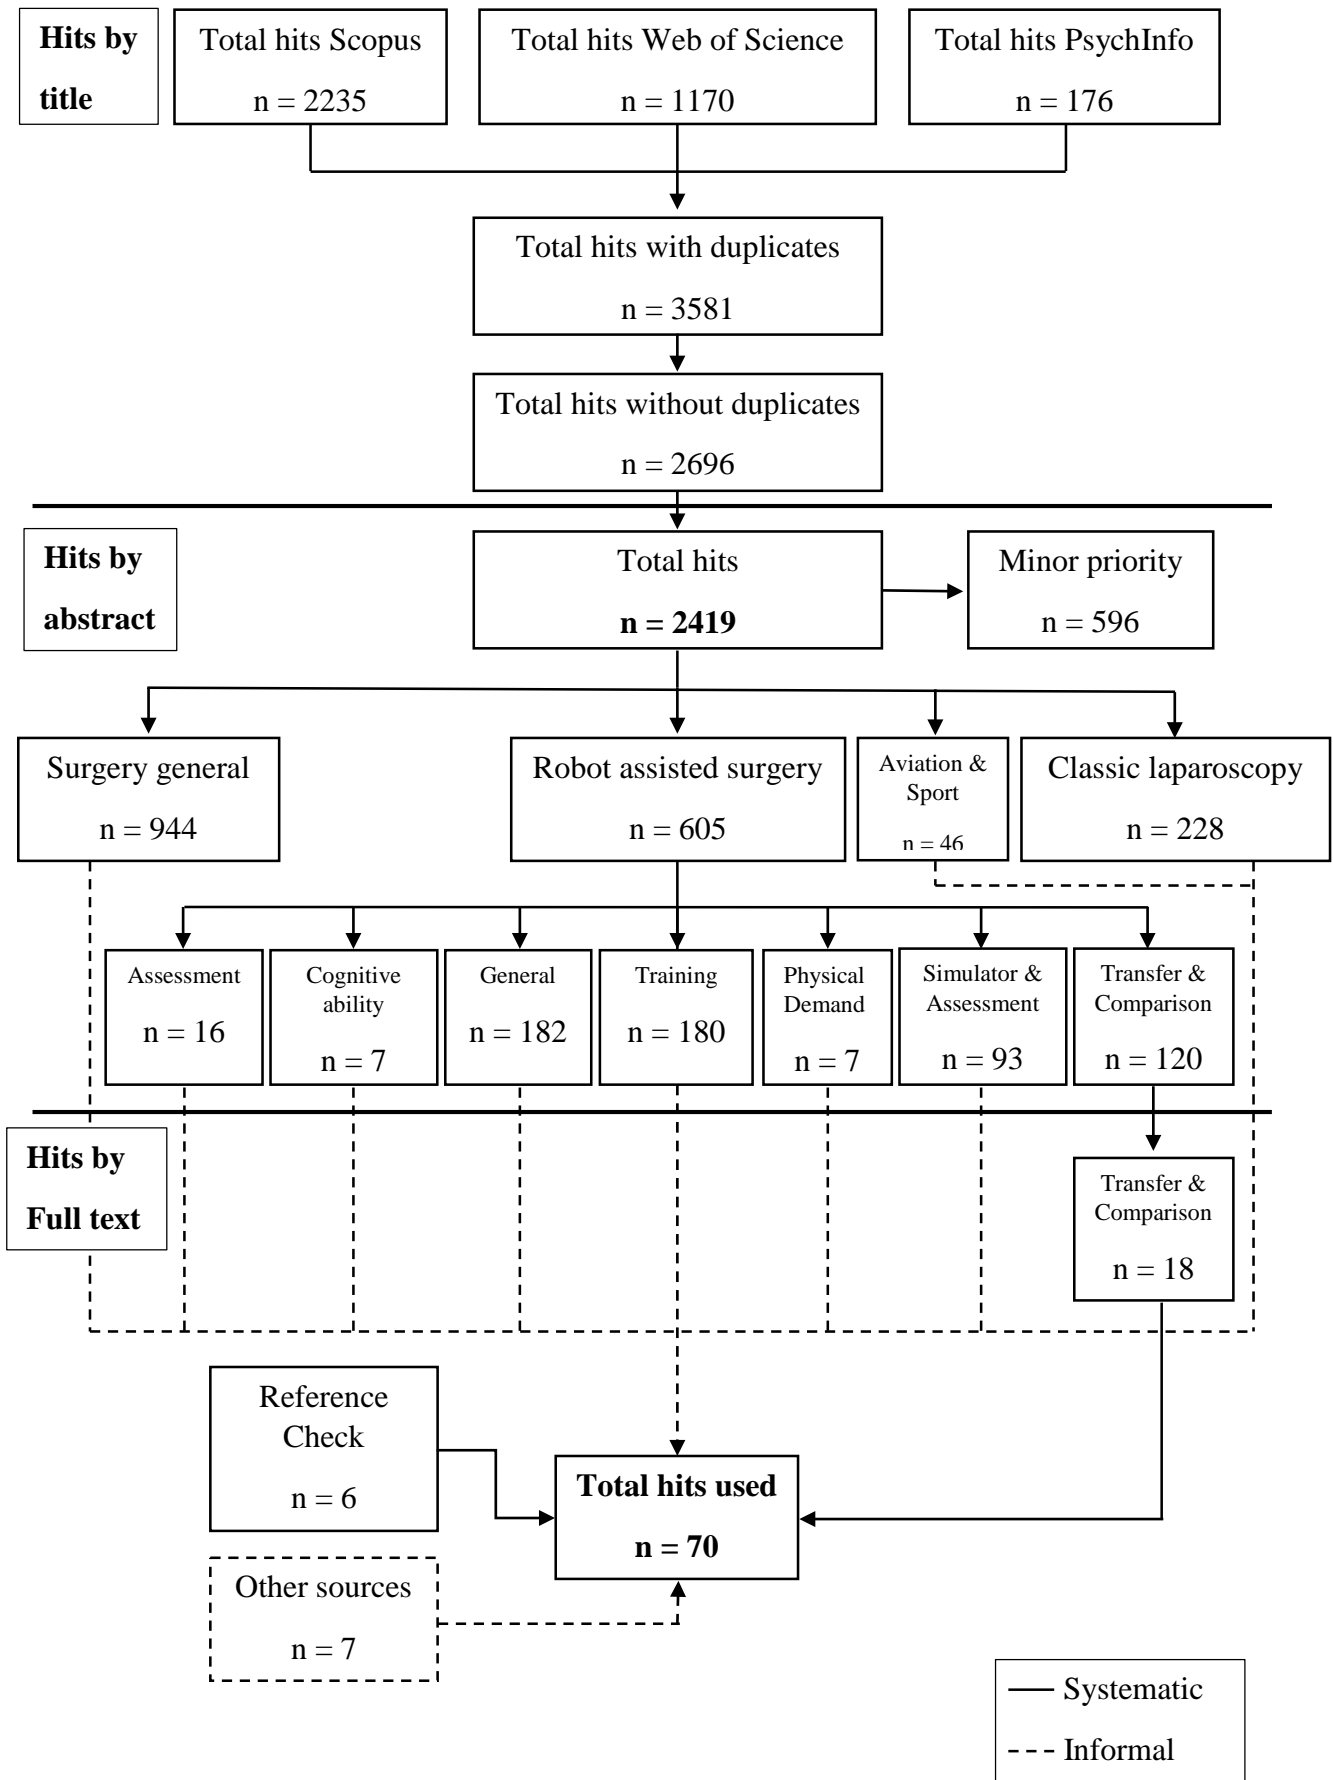 Hits by
title
Total hits Scopus
n = 2235
Total hits Web of Science
n = 1170
Total hits PsychInfo
n = 176
Total hits with duplicates
n = 3581
Total hits without duplicates
n = 2696
Hits by
abstract
Total hits
n = 2419
Minor priority
n = 596
Surgery general
n = 944
Robot assisted surgery
n = 605
Aviation &
Sport
n = 46
Classic laparoscopy
n = 228
Assessment
n = 16
Cognitive
ability
n = 7
General
n = 182
Training
n = 180
Physical
Demand
n = 7
Simulator &
Assessment
n = 93
Transfer &
Comparison
n = 120
Hits by
Full text
Transfer &
Comparison
n = 18
Reference
Check
n = 6
Total hits used
n = 70
Other sources
n = 7
Systematic
Informal